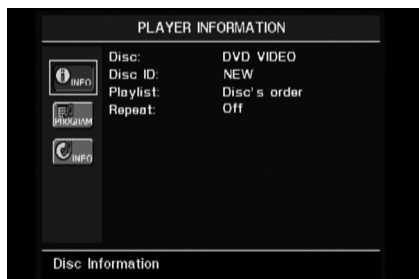 PLAYER INFORMATION
INFO
PROGRAM
INFO
Disc: DVD VIDEO
Disc ID: NEW
Playlist: Disc's order
Repeat: Off
Disc Information